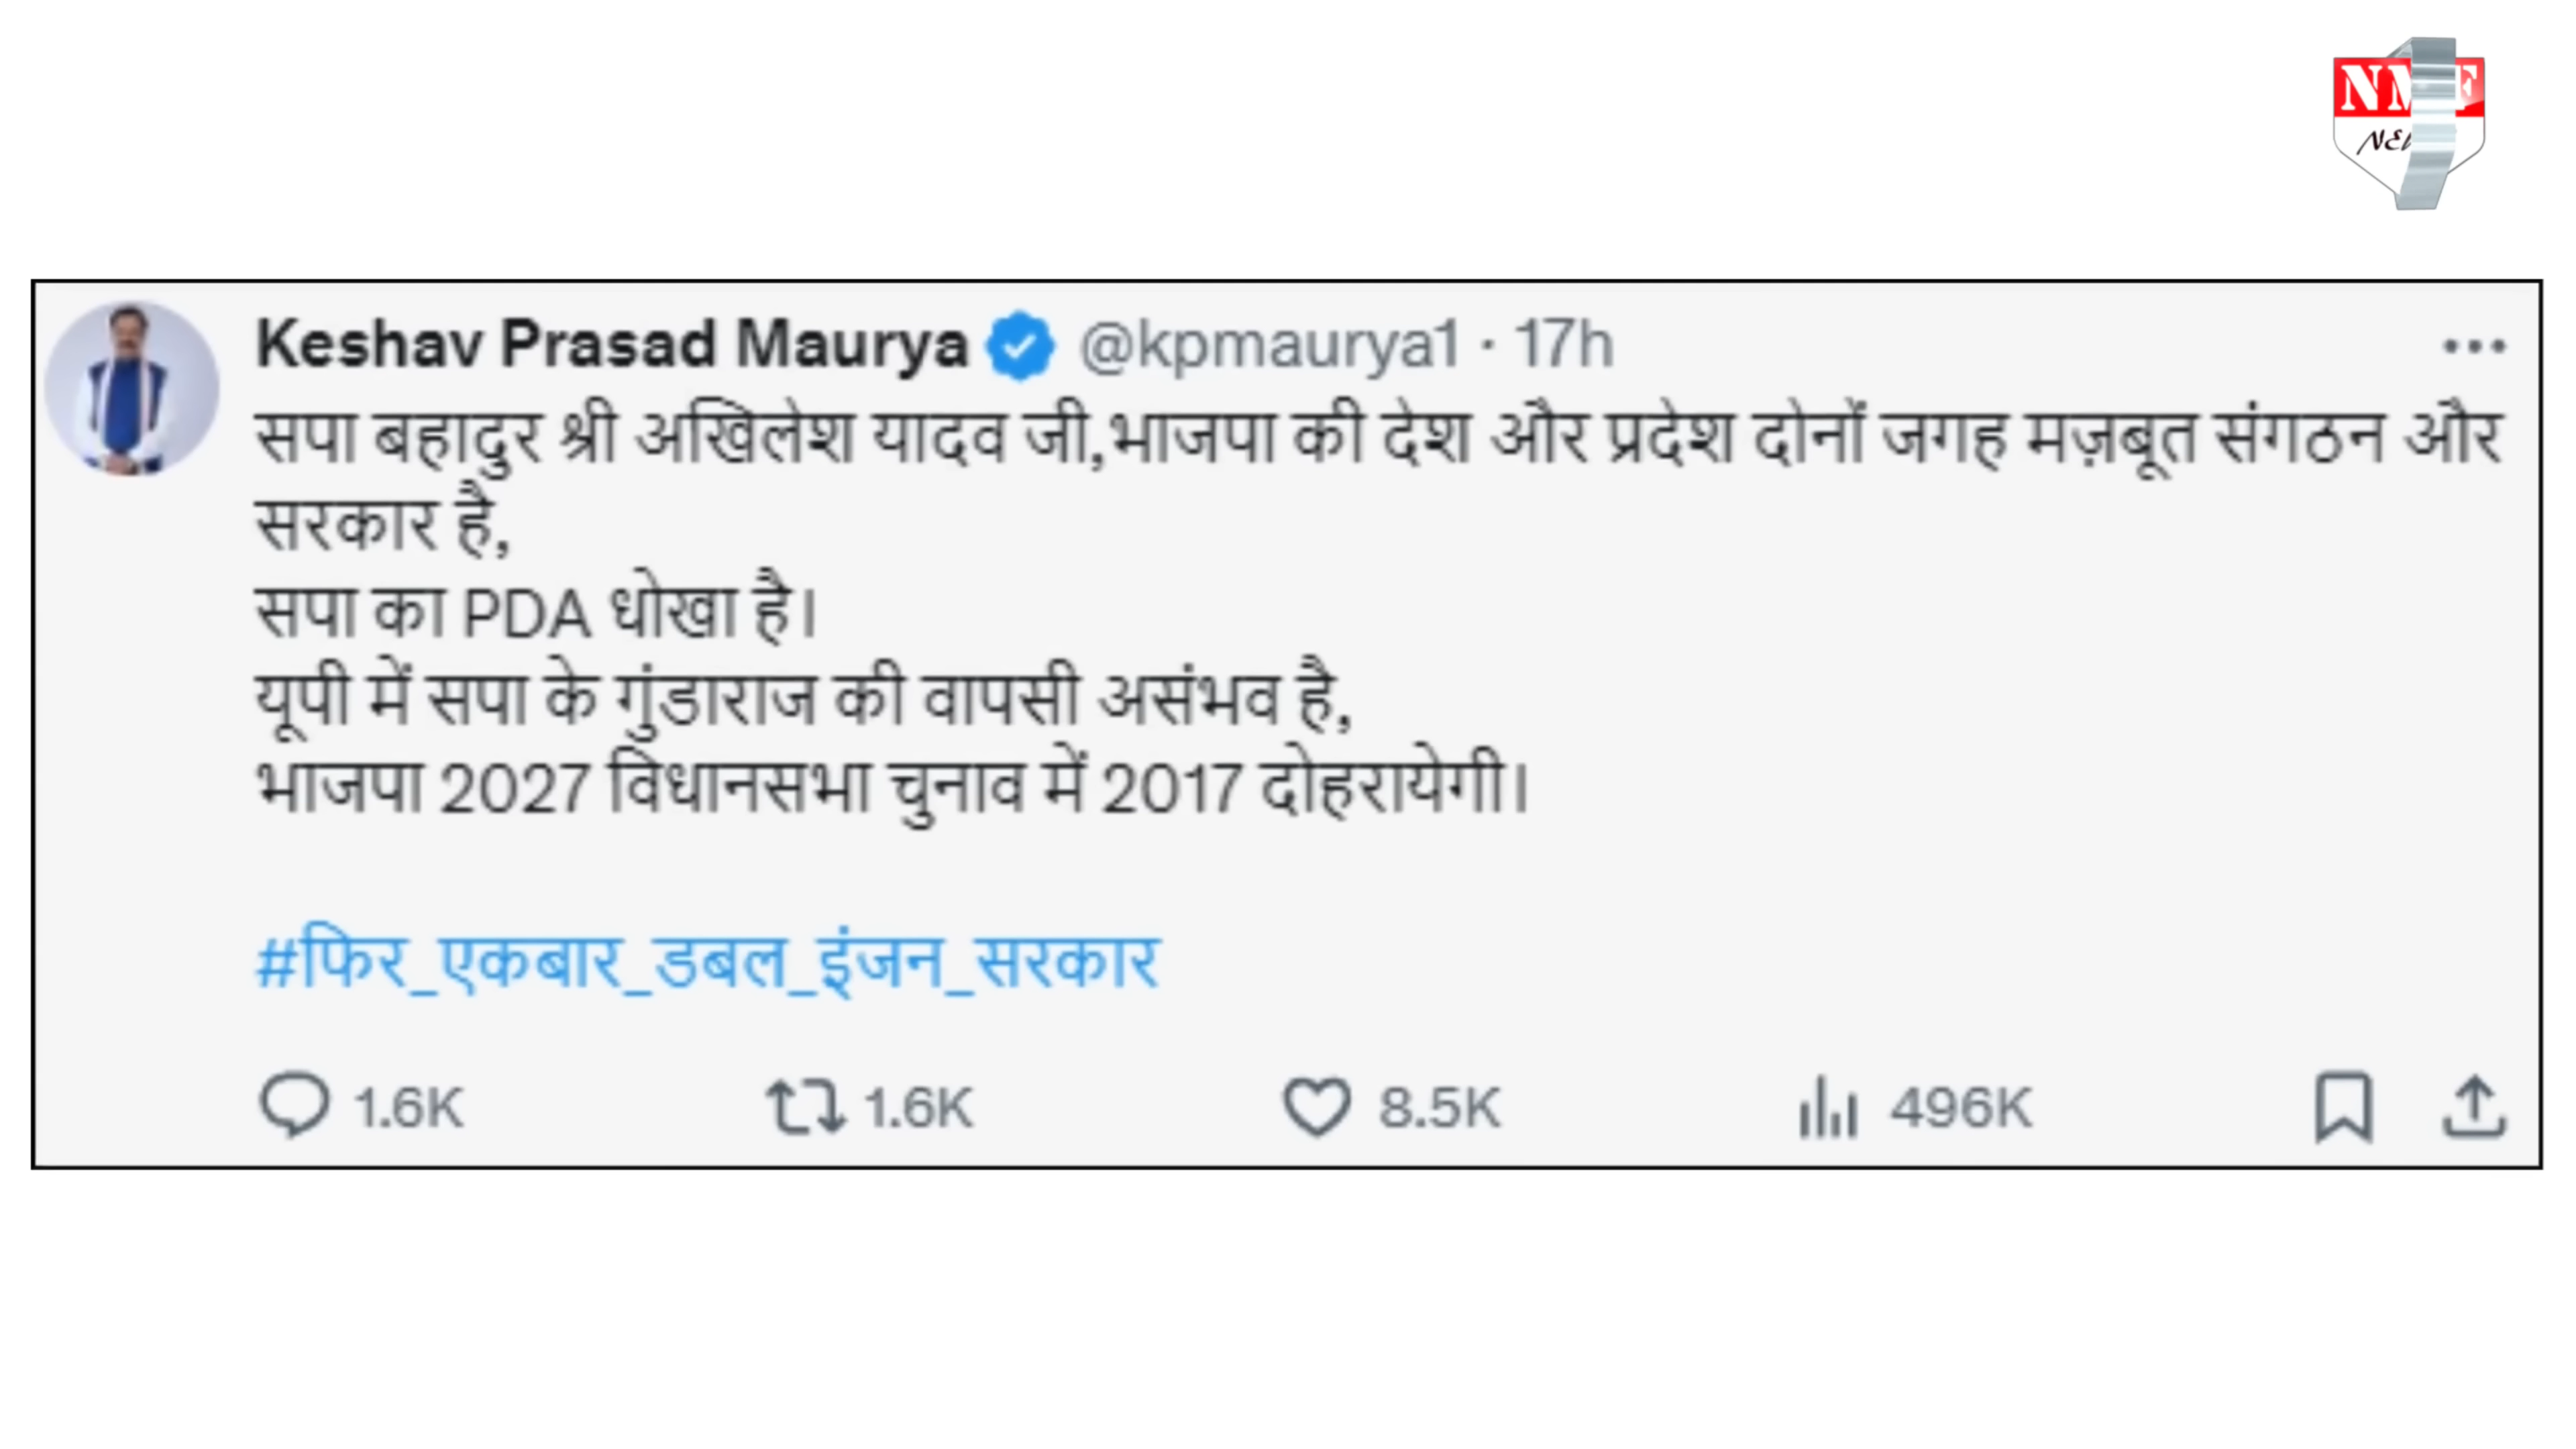 NMF
Keshav Prasad Maurya @kpmaurya1 · 17h
सपा बहादुर श्री अखिलेश यादव जी,भाजपा की देश और प्रदेश दोनों जगह मज़बूत संगठन और
सरकार है,
सपा का PDA धोखा है।
यूपी में सपा के गुंडाराज की वापसी असंभव है,
भाजपा 2027 विधानसभा चुनाव में 2017 दोहरायेगी।
#फिर_एकबार_डबल_इंजन_सरकार
1.6K 1.6K 8.5K 496K